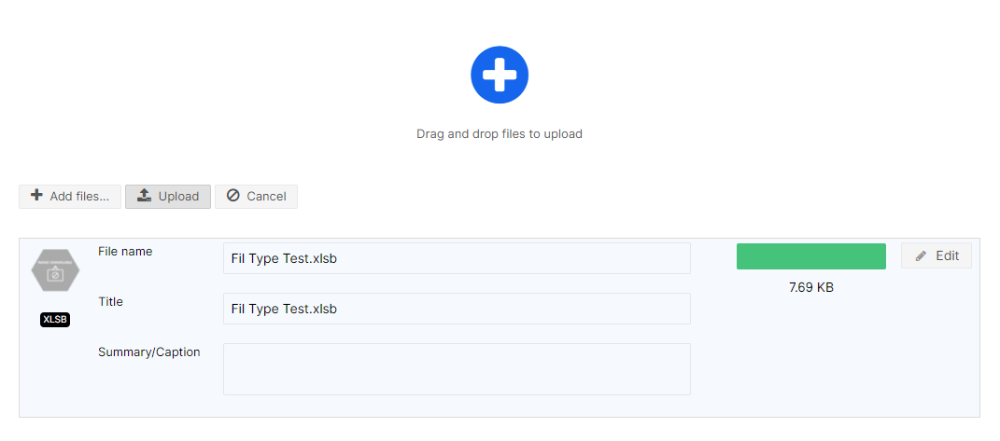 Drag and drop files to upload
Add files...
Upload
Cancel
File name
Fil Type Test.xlsb
Edit
7.69 KB
Title
Fil Type Test.xlsb
XLSB
Summary/Caption